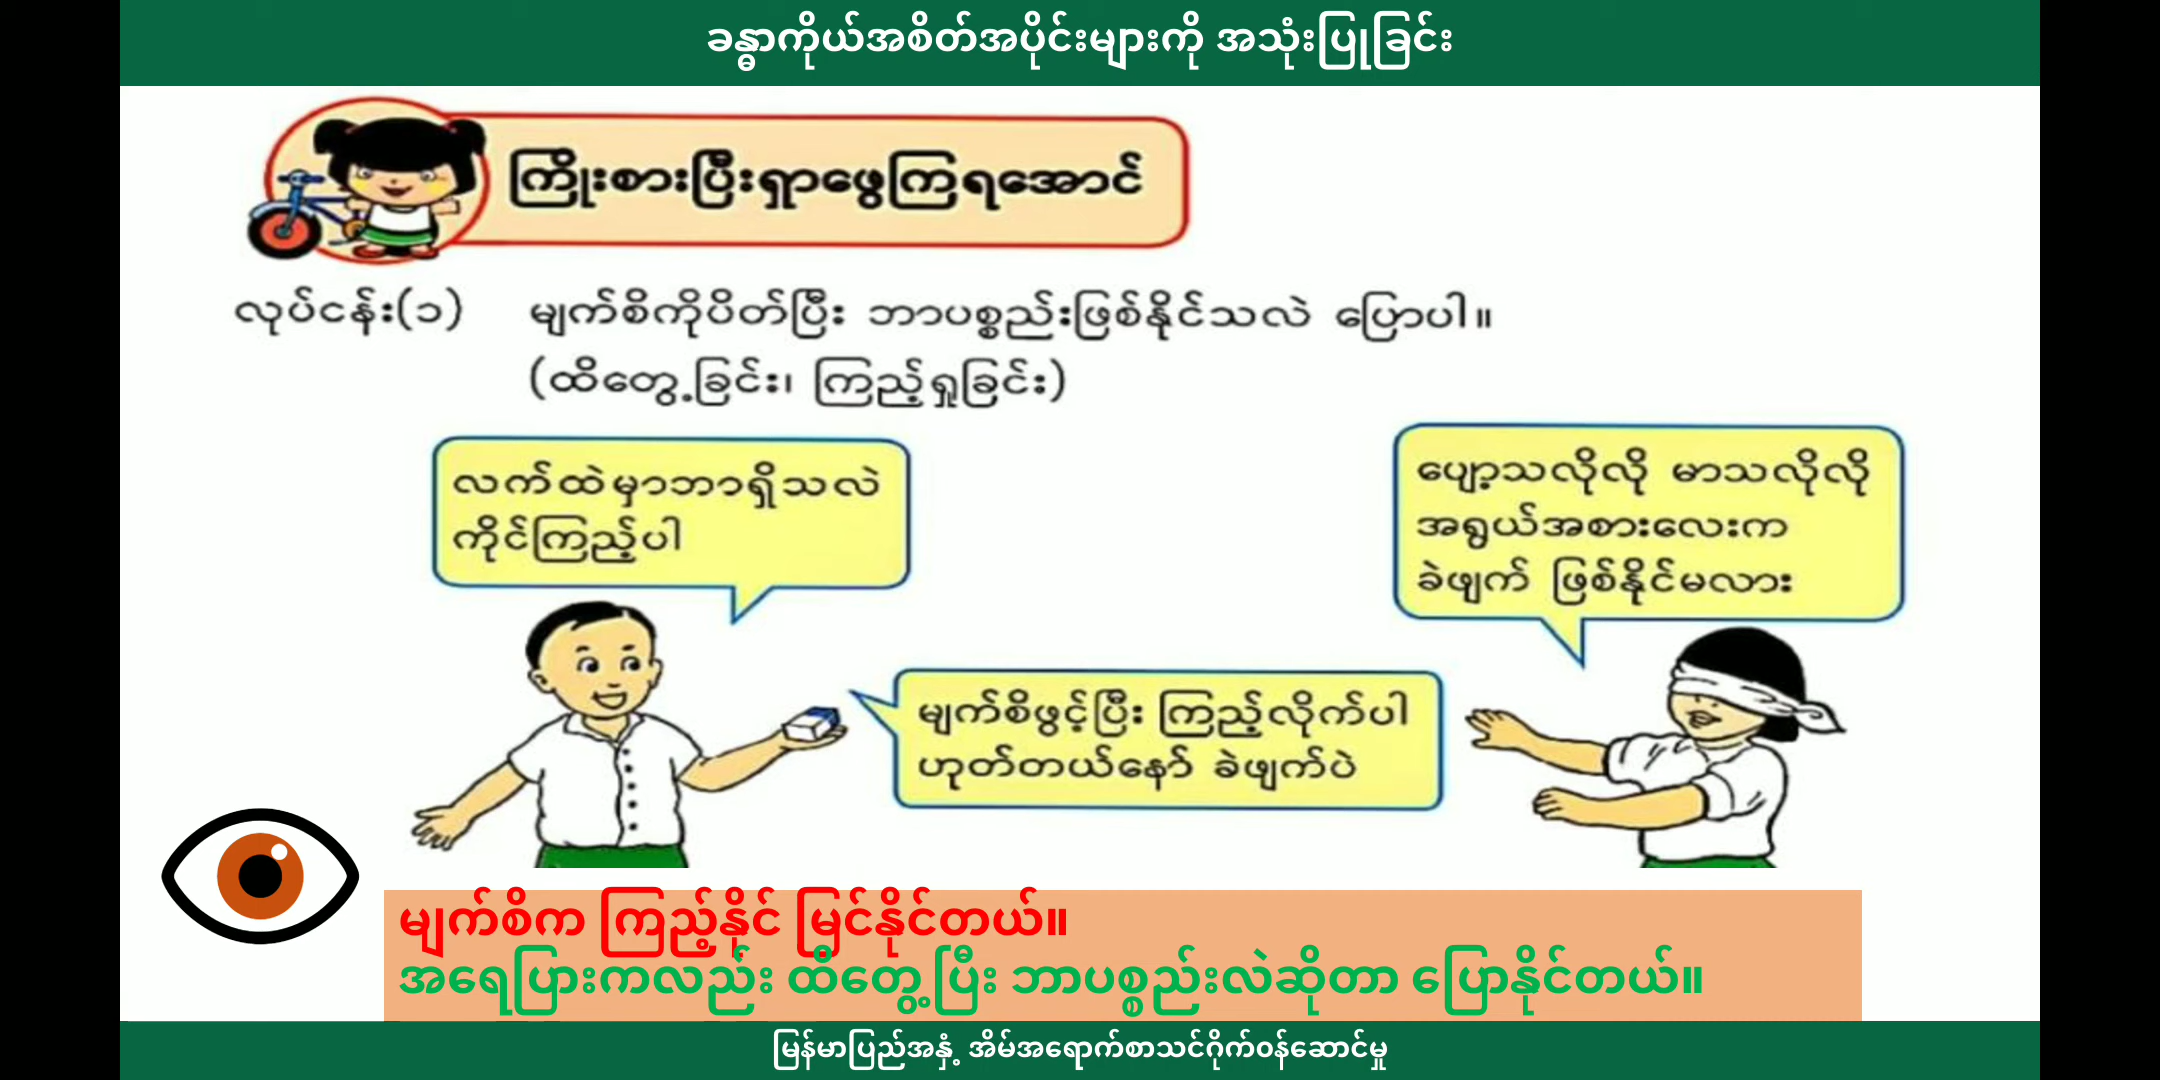 ခန္ဓာကိုယ်အစိတ်အပိုင်းများကို အသုံးပြုခြင်း
ကြိုးစားပြီးရှာဖွေကြရအောင်
လုပ်ငန်း(၁) မျက်စိကိုပိတ်ပြီး ဘာပစ္စည်းဖြစ်နိုင်သလဲ ပြောပါ။
(ထိတွေ့ခြင်း၊ ကြည့်ရှုခြင်း)
လက်ထဲမှာဘာရှိသလဲ
ကိုင်ကြည့်ပါ
ပျော့သလိုလို မာသလိုလို
အရွယ်အစားလေးက
ခဲဖျက် ဖြစ်နိုင်မလား
မျက်စိဖွင့်ပြီး ကြည့်လိုက်ပါ
ဟုတ်တယ်နော် ခဲဖျက်ပဲ
မျက်စိက ကြည့်နိုင် မြင်နိုင်တယ်။
အရေပြားကလည်း ထိတွေ့ပြီး ဘာပစ္စည်းလဲဆိုတာ ပြောနိုင်တယ်။
မြန်မာပြည်အနှံ့ အိမ်အရောက်စာသင်ဂိုက်ဝန်ဆောင်မှု